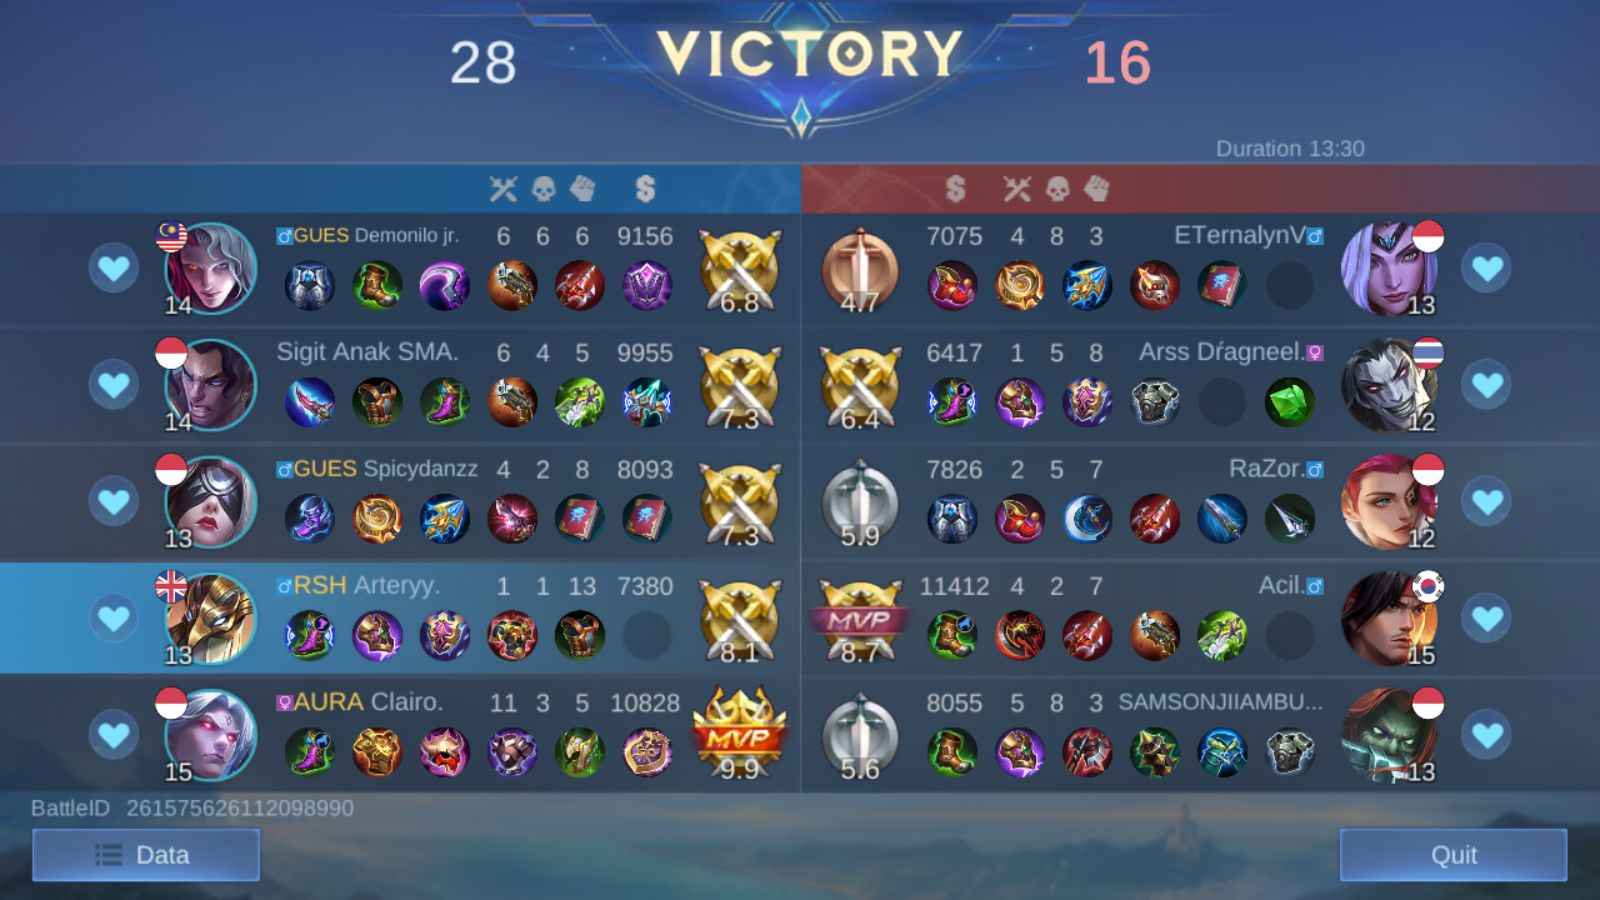 28 VICTORY 16
Duration 13:30
GUES Demonilo jr. 6 6 6 9156
14 6.8
4.7 7075 4 8 3 ETernalynV
13
Sigit Anak SMA. 6 4 5 9955
14 7.3
6.4 6417 1 5 8 Arss Dŕagneel.
12
GUES Spicydanzz 4 2 8 8093
13 7.3
5.9 7826 2 5 7 RaZor.
12
RSH Arteryy. 1 1 13 7380
13 8.1
MVP 8.7 11412 4 2 7 Acil.
15
AURA Clairo. 11 3 5 10828
15 MVP 9.9
5.6 8055 5 8 3 SAMSONJIIAMBU...
13
BattleID 261575626112098990
Data
Quit